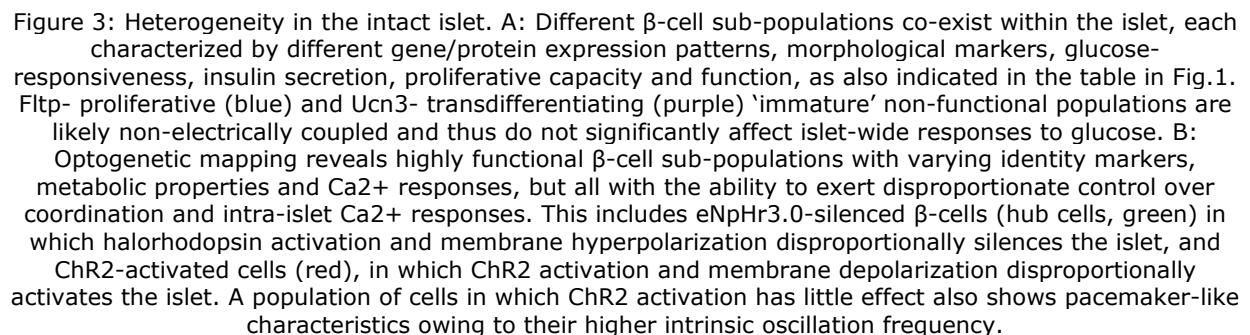 Figure 3: Heterogeneity in the intact islet. A: Different β-cell sub-populations co-exist within the islet, each
characterized by different gene/protein expression patterns, morphological markers, glucose-
responsiveness, insulin secretion, proliferative capacity and function, as also indicated in the table in Fig.1.
Fltp- proliferative (blue) and Ucn3- transdifferentiating (purple) ‘immature’ non-functional populations are
likely non-electrically coupled and thus do not significantly affect islet-wide responses to glucose. B:
Optogenetic mapping reveals highly functional β-cell sub-populations with varying identity markers,
metabolic properties and Ca2+ responses, but all with the ability to exert disproportionate control over
coordination and intra-islet Ca2+ responses. This includes eNpHr3.0-silenced β-cells (hub cells, green) in
which halorhodopsin activation and membrane hyperpolarization disproportionally silences the islet, and
ChR2-activated cells (red), in which ChR2 activation and membrane depolarization disproportionally
activates the islet. A population of cells in which ChR2 activation has little effect also shows pacemaker-like
characteristics owing to their higher intrinsic oscillation frequency.